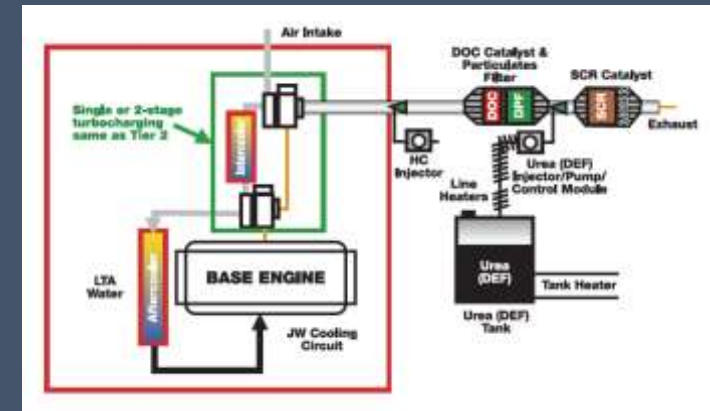 Air Intake
DOC Catalyst &
Particulates
Filter
SCR Catalyst
Single or 2-stage
turbocharging
same as Tier 2
Intercooler
DOC
DPF
SCR
Exhaust
HC
Injector
Urea (DEF)
Injector/Pump/
Control Module
Line
Heaters
LTA
Water
Aftercooler
BASE ENGINE
JW Cooling
Circuit
Urea
(DEF)
Tank Heater
Urea (DEF)
Tank